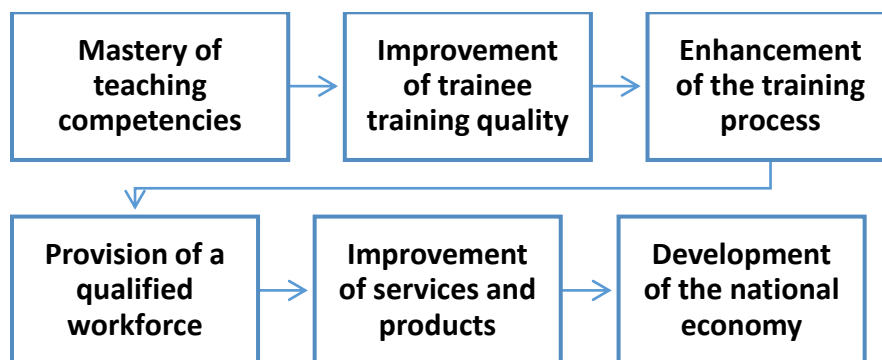 Mastery of
teaching
competencies
Improvement
of trainee
training quality
Enhancement
of the training
process
Provision of a
qualified
workforce
Improvement
of services and
products
Development
of the national
economy